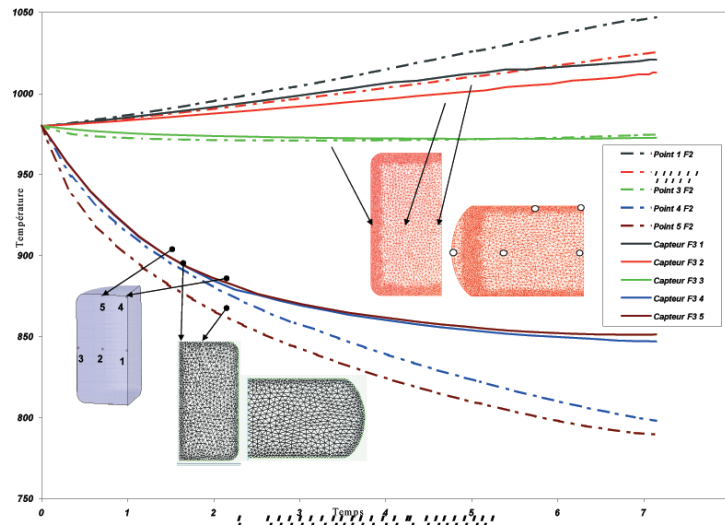 1050
1000
950
900
850
800
750
Température
0
1
2
3
4
5
6
7
Temps
Point 1 F2
Point 3 F2
Point 4 F2
Point 5 F2
Capteur F3 1
Capteur F3 2
Capteur F3 3
Capteur F3 4
Capteur F3 5
5 4
3 2 1